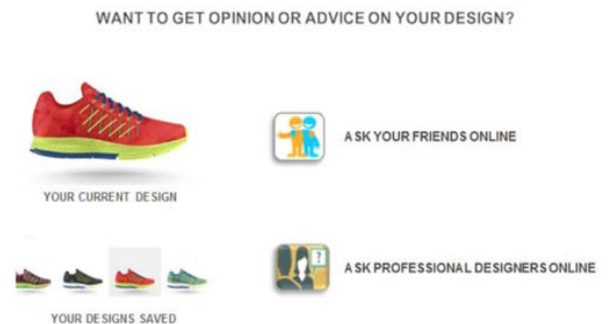 WANT TO GET OPINION OR ADVICE ON YOUR DESIGN?
ASK YOUR FRIENDS ONLINE
YOUR CURRENT DESIGN
?
ASK PROFESSIONAL DESIGNERS ONLINE
YOUR DESIGNS SAVED